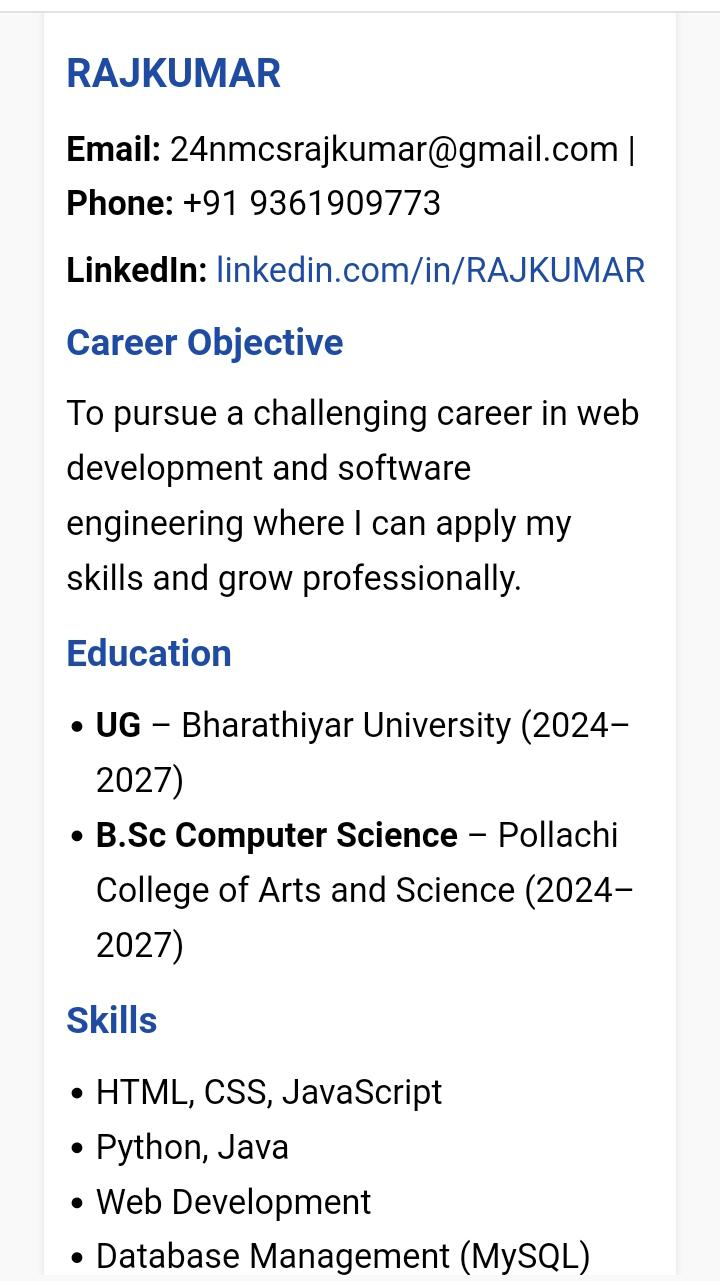 RAJKUMAR
Email: 24nmcsrajkumar@gmail.com |
Phone: +91 9361909773
LinkedIn: linkedin.com/in/RAJKUMAR
Career Objective
To pursue a challenging career in web
development and software
engineering where I can apply my
skills and grow professionally.
Education
• UG – Bharathiyar University (2024–
2027)
• B.Sc Computer Science – Pollachi
College of Arts and Science (2024–
2027)
Skills
• HTML, CSS, JavaScript
• Python, Java
• Web Development
• Database Management (MySQL)